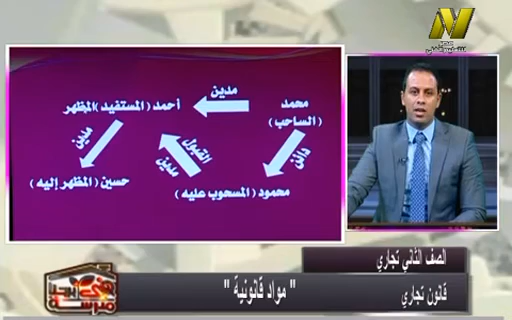 مدين
محمد
(الساحب)
أحمد (المستفيد) المظهر
مدين
القبول
مدين
دائن
حسين (المظهر إليه)
محمود (المسحوب عليه)
الصف الثاني تجاري
قانون تجاري
" مواد قانونية "
مدرسة